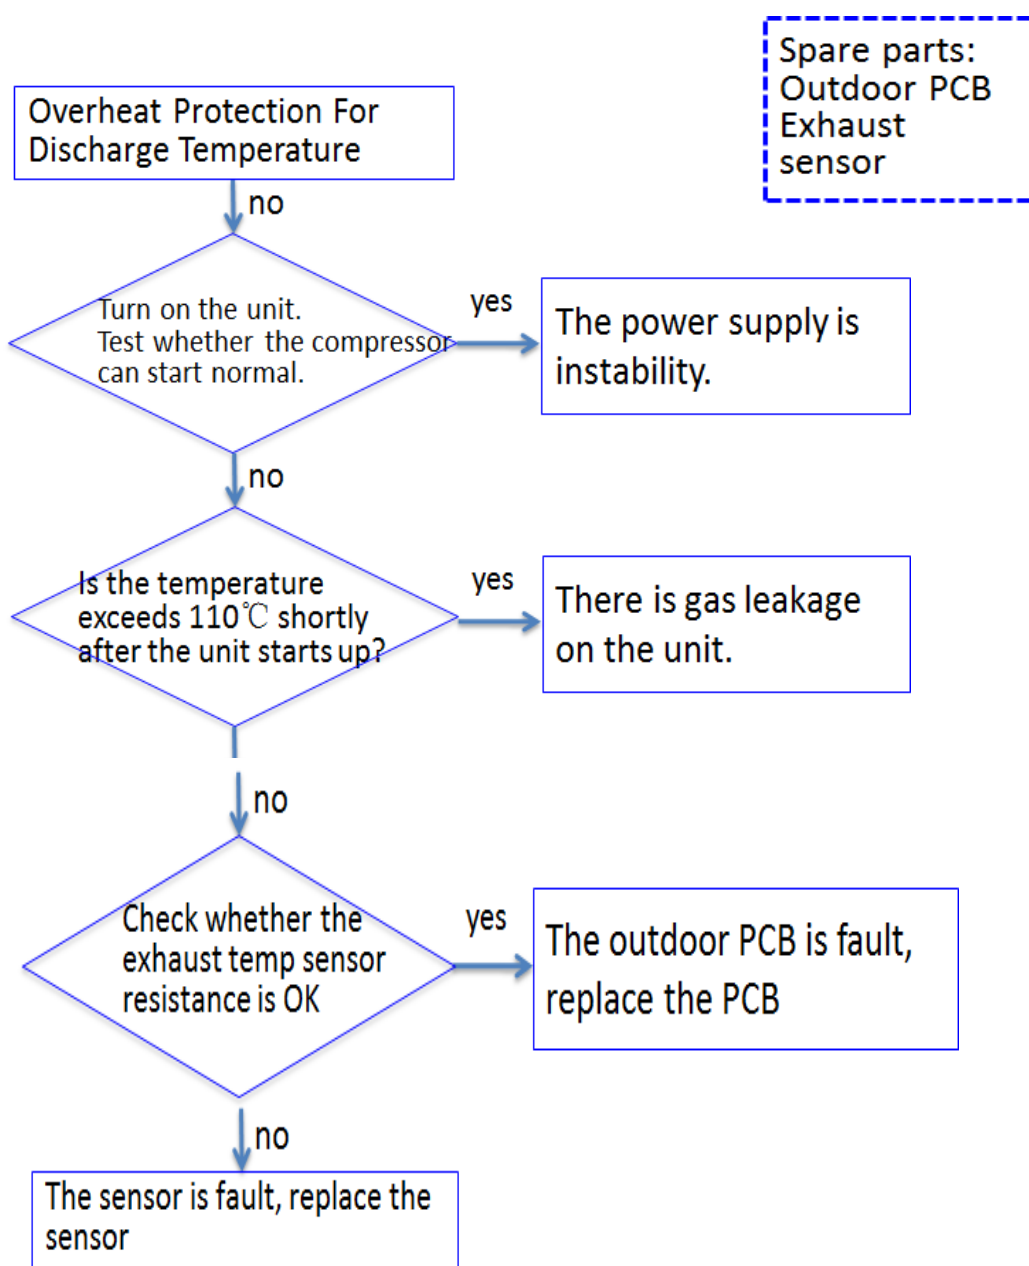 Spare parts:
Outdoor PCB
Exhaust
sensor
Overheat Protection For
Discharge Temperature
no
Turn on the unit.
Test whether the compressor
can start normal.
yes
The power supply is
instability.
no
Is the temperature
exceeds 110℃ shortly
after the unit starts up?
yes
There is gas leakage
on the unit.
no
Check whether the
exhaust temp sensor
resistance is OK
yes
The outdoor PCB is fault,
replace the PCB
no
The sensor is fault, replace the
sensor